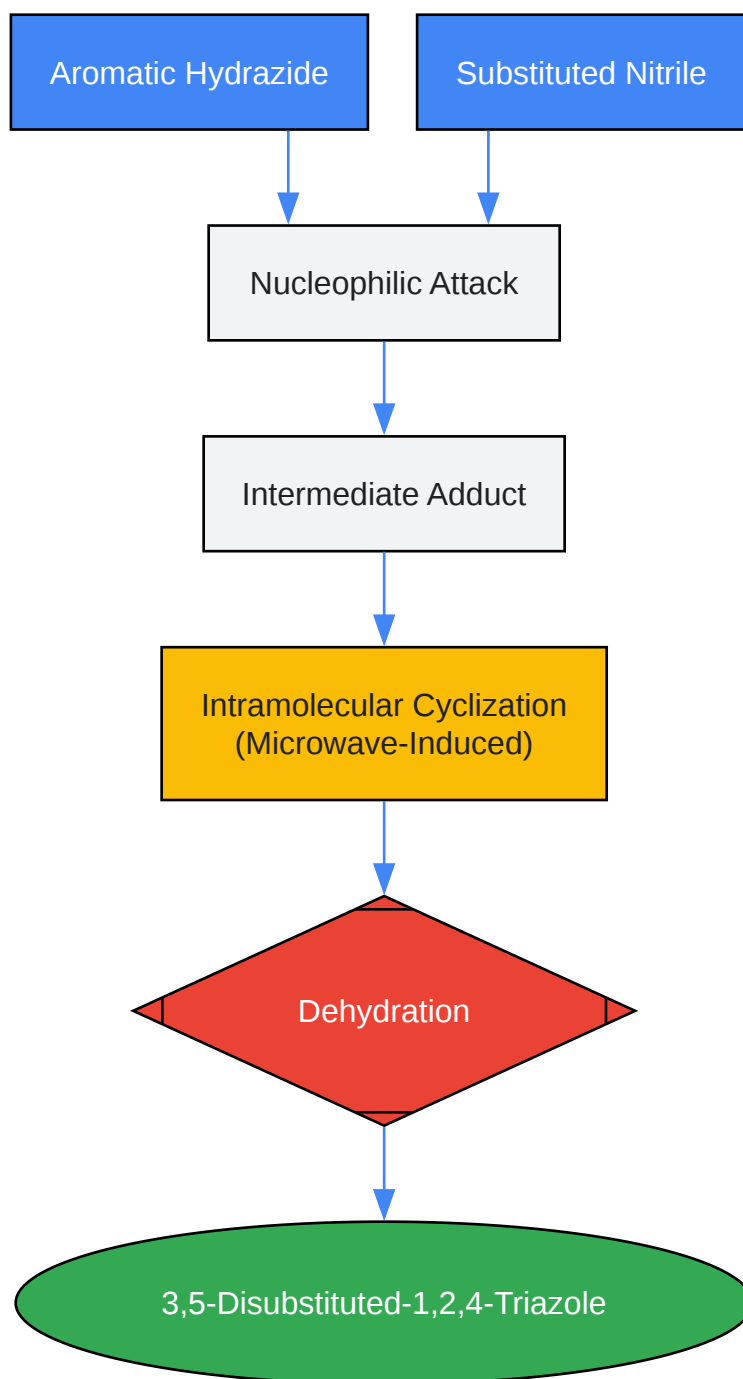 Aromatic Hydrazide
Substituted Nitrile
Nucleophilic Attack
Intermediate Adduct
Intramolecular Cyclization
(Microwave-Induced)
Dehydration
3,5-Disubstituted-1,2,4-Triazole